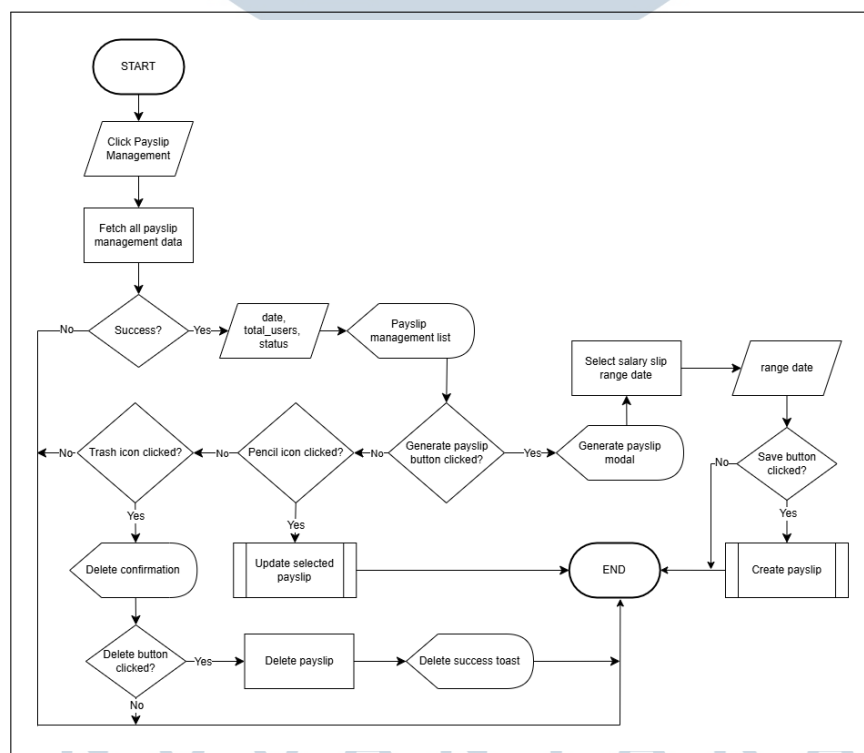 START
Click Payslip
Management
Fetch all payslip
management data
No
Success?
Yes
date,
total_users,
status
Payslip
management list
Select salary slip
range date
range date
No
Trash icon clicked?
No
Pencil icon clicked?
No
Generate payslip
button clicked?
Yes
Generate payslip
modal
No
Save button
clicked?
Yes
Yes
Yes
Delete confirmation
Update selected
payslip
END
Create payslip
Delete button
clicked?
Yes
Delete payslip
Delete success toast
No